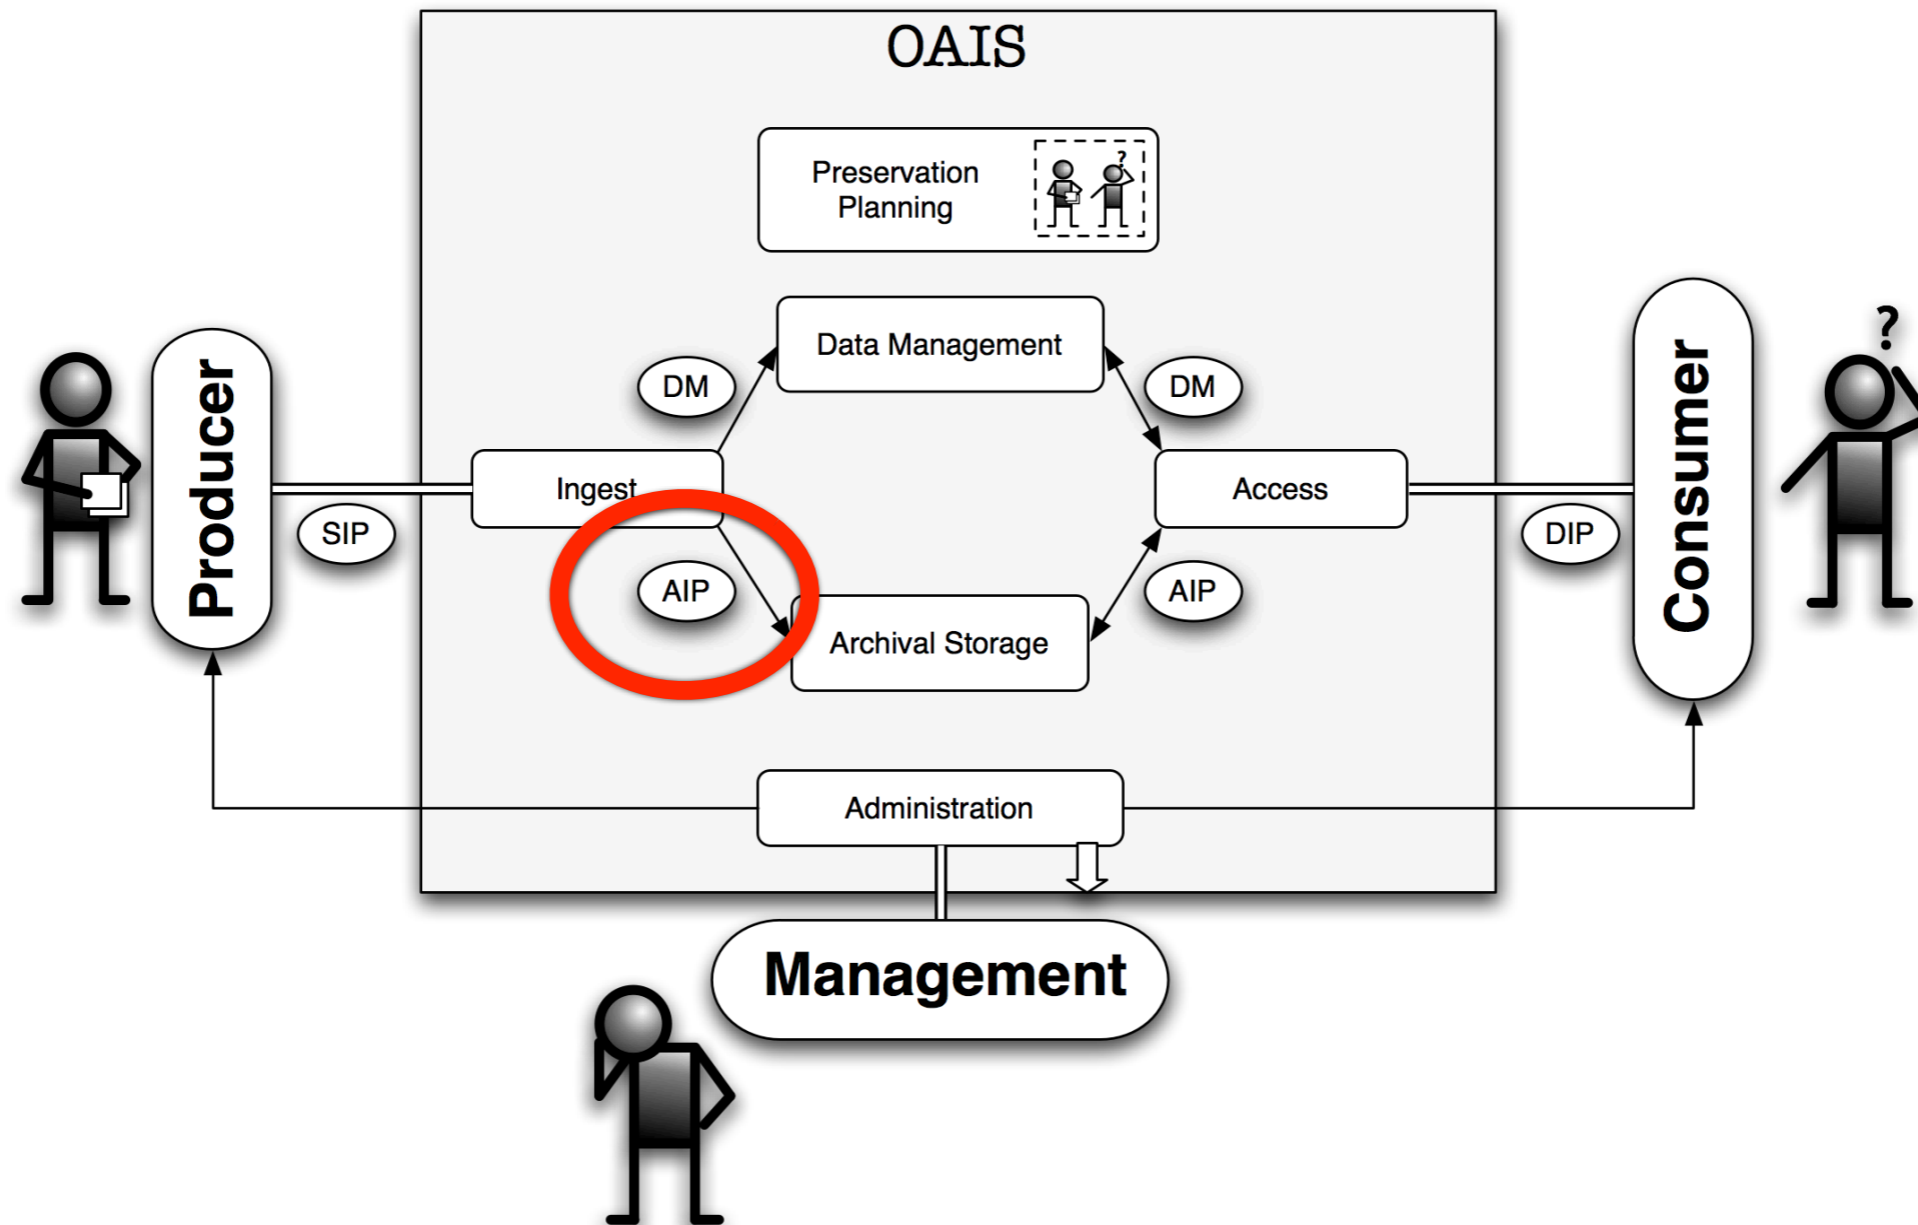 OAIS
Preservation
Planning
?
Data Management
DM
DM
?
Producer
Consumer
Ingest
Access
SIP
DIP
AIP
AIP
Archival Storage
Administration
Management